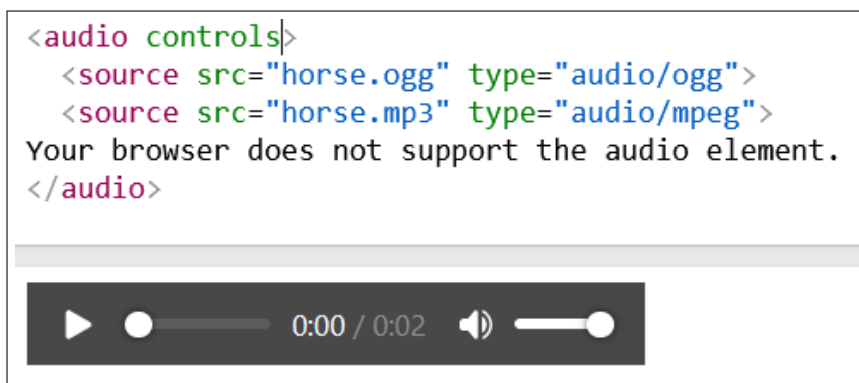 <audio controls>
<source src="horse.ogg" type="audio/ogg">
<source src="horse.mp3" type="audio/mpeg">
Your browser does not support the audio element.
</audio>
0:00 / 0:02